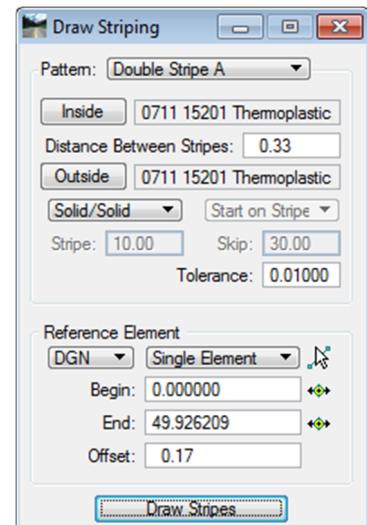 Draw Striping
Pattern: Double Stripe A
Inside 0711 15201 Thermoplastic
Distance Between Stripes: 0.33
Outside 0711 15201 Thermoplastic
Solid/Solid Start on Stripe
Stripe: 10.00 Skip: 30.00
Tolerance: 0.01000
Reference Element
DGN Single Element
Begin: 0.000000
End: 49.926209
Offset: 0.17
Draw Stripes